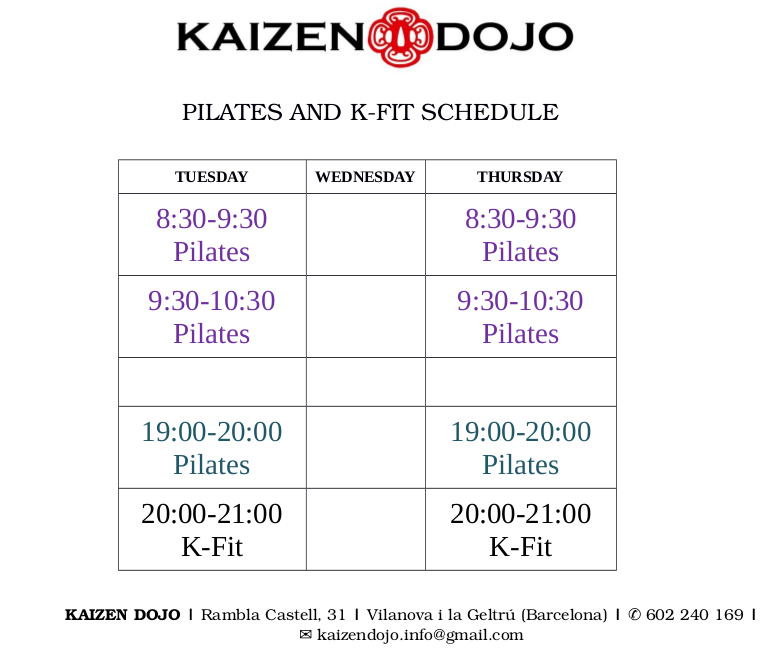 KAIZEN DOJO
PILATES AND K-FIT SCHEDULE
TUESDAY WEDNESDAY THURSDAY
8:30-9:30 8:30-9:30
Pilates Pilates
9:30-10:30 9:30-10:30
Pilates Pilates
19:00-20:00 19:00-20:00
Pilates Pilates
20:00-21:00 20:00-21:00
K-Fit K-Fit
KAIZEN DOJO I Rambla Castell, 31 I Vilanova i la Geltrú (Barcelona) I ✆ 602 240 169 I
✉ kaizendojo.info@gmail.com